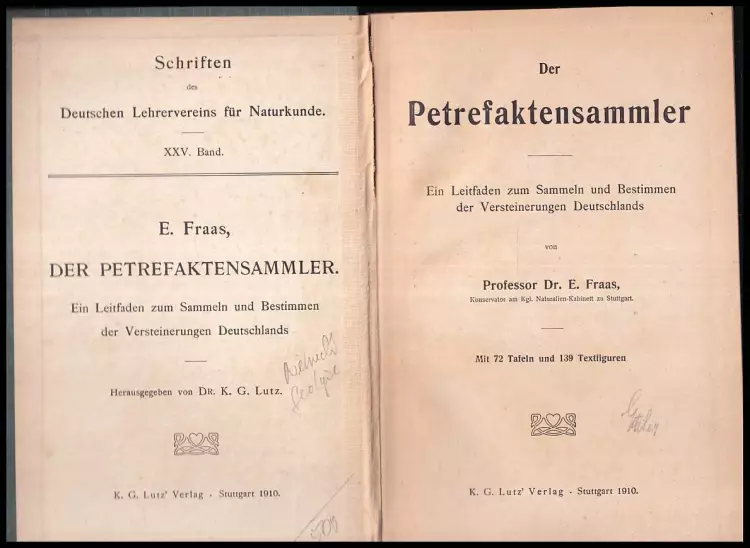 Schriften
des
Deutschen Lehrervereins für Naturkunde.
XXV. Band.
E. Fraas,
DER PETREFAKTENSAMMLER.
Ein Leitfaden zum Sammeln und Bestimmen
der Versteinerungen Deutschlands
Herausgegeben von DR. K. G. Lutz.
K. G. Lutz' Verlag - Stuttgart 1910.
Der
Petrefaktensammler
Ein Leitfaden zum Sammeln und Bestimmen
der Versteinerungen Deutschlands
von
Professor Dr. E. Fraas,
Konservator am Kgl. Naturalien-Kabinett zu Stuttgart.
Mit 72 Tafeln und 139 Textfiguren
K. G. Lutz' Verlag - Stuttgart 1910.